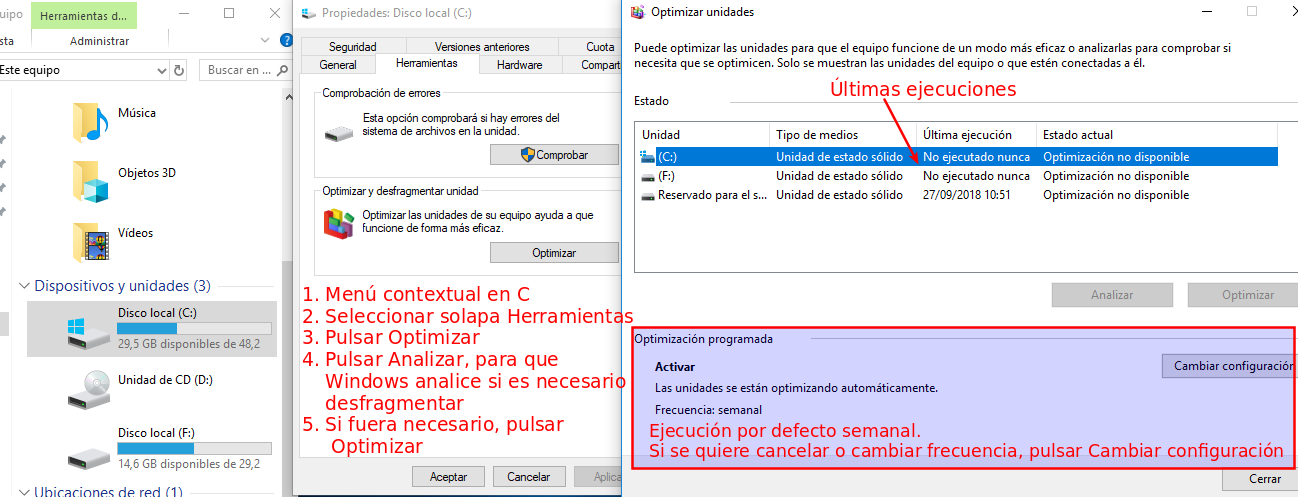 quipo
Herramientas d...
sta
Administrar
Este equipo
Buscar en ...
Música
Objetos 3D
Vídeos
Dispositivos y unidades (3)
Disco local (C:)
29,5 GB disponibles de 48,2
Unidad de CD (D:)
Disco local (F:)
14,6 GB disponibles de 29,2
Ubicaciones de red (1)
Propiedades: Disco local (C:)
Seguridad
Versiones anteriores
Cuota
General
Herramientas
Hardware
Compart
Comprobación de errores
Esta opción comprobará si hay errores del
sistema de archivos en la unidad.
Comprobar
Optimizar y desfragmentar unidad
Optimizar las unidades de su equipo ayuda a que
funcione de forma más eficaz.
Optimizar
1. Menú contextual en C
2. Seleccionar solapa Herramientas
3. Pulsar Optimizar
4. Pulsar Analizar, para que
Windows analice si es necesario
desfragmentar
5. Si fuera necesario, pulsar
Optimizar
Aceptar
Cancelar
Aplica
Optimizar unidades
Puede optimizar las unidades para que el equipo funcione de un modo más eficaz o analizarlas para comprobar si
necesita que se optimicen. Solo se muestran las unidades del equipo o que estén conectadas a él.
Últimas ejecuciones
Estado
Unidad Tipo de medios Última ejecución Estado actual
(C:) Unidad de estado sólido No ejecutado nunca Optimización no disponible
(F:) Unidad de estado sólido No ejecutado nunca Optimización no disponible
Reservado para el s... Unidad de estado sólido 27/09/2018 10:51 Optimización no disponible
Analizar
Optimizar
Optimización programada
Activar
Cambiar configuración
Las unidades se están optimizando automáticamente.
Frecuencia: semanal
Ejecución por defecto semanal.
Si se quiere cancelar o cambiar frecuencia, pulsar Cambiar configuración
Cerrar